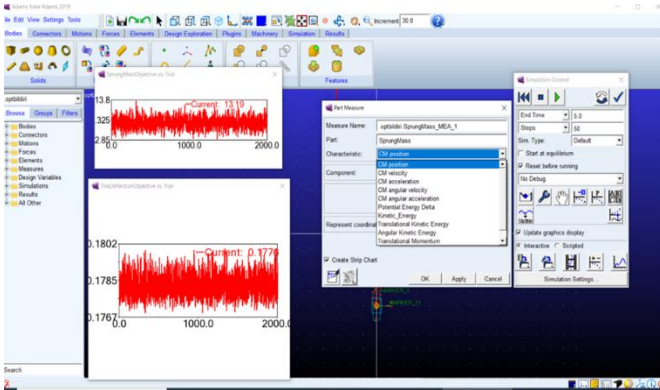 Adams View Adams 2019
File Edit View Settings Tools
Increment 30.0
Bodies Connectors Motions Forces Elements Design Exploration Plugins Machinery Simulation Results
Solids
Features
.optbildiri
Browse Groups Filters
Bodies
Connectors
Motions
Forces
Elements
Measures
Design Variables
Simulations
Results
All Other
Search
SprungMassObjective vs. Trial
13.8
Current: 13.19
.325
2.85
0.0 1000.0 2000.0
TireDeflectionObjective vs. Trial
0.1802
Current: 0.1776
0.1785
0.1767
0.0 1000.0 2000.0
Part Measure
Measure Name: .optbildiri.SprungMass_MEA_1
Part: SprungMass
Characteristic: CM position
Component:
CM position
CM velocity
CM acceleration
CM angular velocity
CM angular acceleration
Potential Energy Delta
Kinetic_Energy
Translational Kinetic Energy
Angular Kinetic Energy
Translational Momentum
Represent coordinat
Create Strip Chart
OK Apply Cancel
MARKER_11
Simulation Control
End Time 5.0
Steps 50
Sim. Type: Default
Start at equilibrium
Reset before running
No Debug
Update graphics display
Interactive Scripted
Simulation Settings...